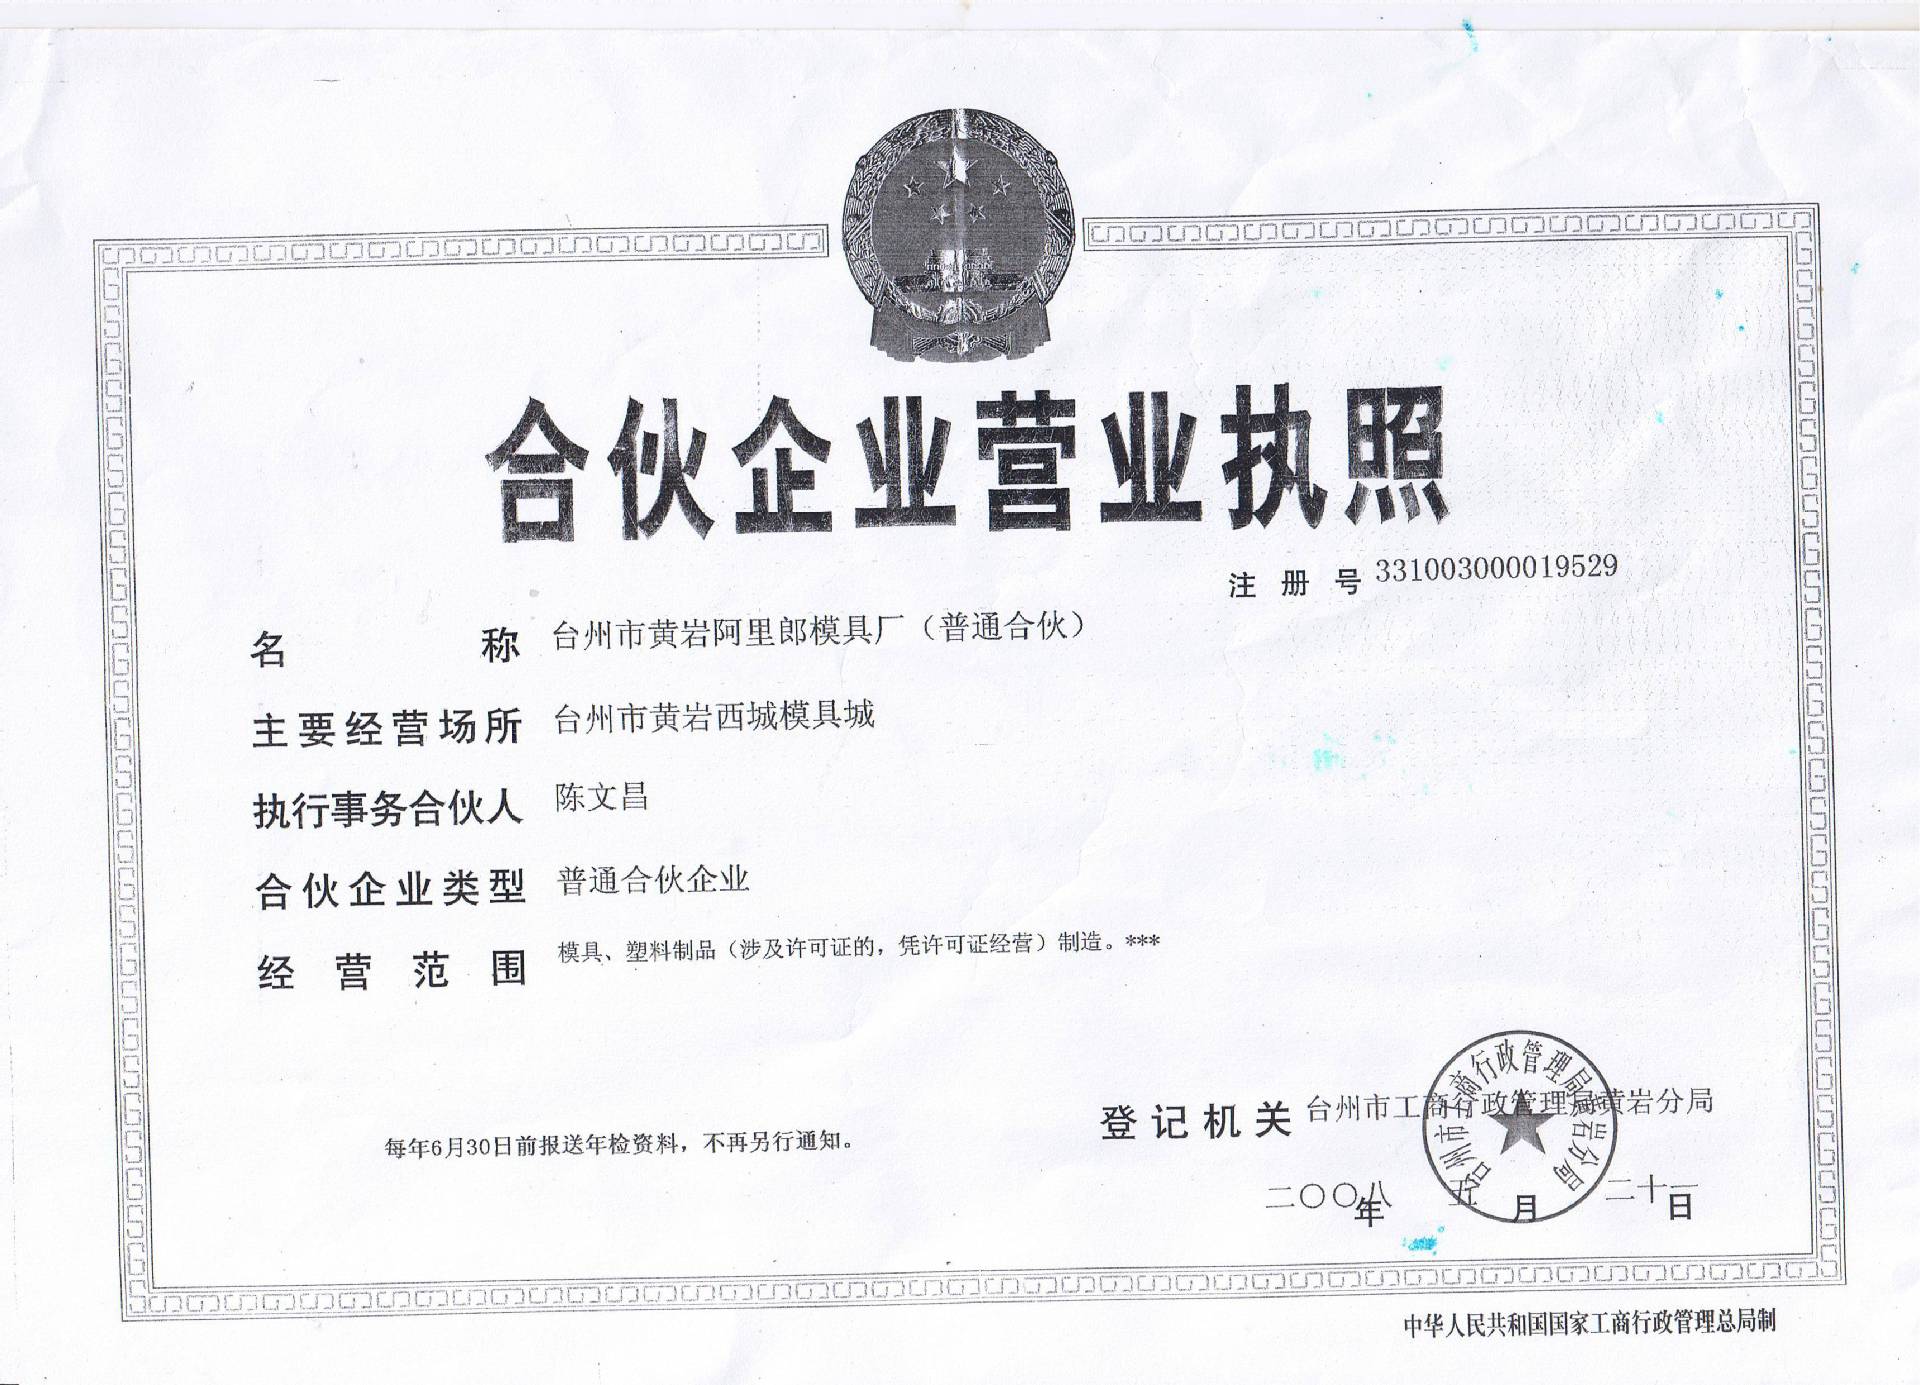 合伙企业营业执照
注册号 331003000019529
名称 台州市黄岩阿里郎模具厂（普通合伙）
主要经营场所 台州市黄岩西城模具城
执行事务合伙人 陈文昌
合伙企业类型 普通合伙企业
经营范围 模具、塑料制品（涉及许可证的，凭许可证经营）制造。***
登记机关 台州市工商行政管理局黄岩分局
台州市工商行政管理局黄岩分局
每年6月30日前报送年检资料，不再另行通知。
二〇〇八年五月二十一日
中华人民共和国国家工商行政管理总局制